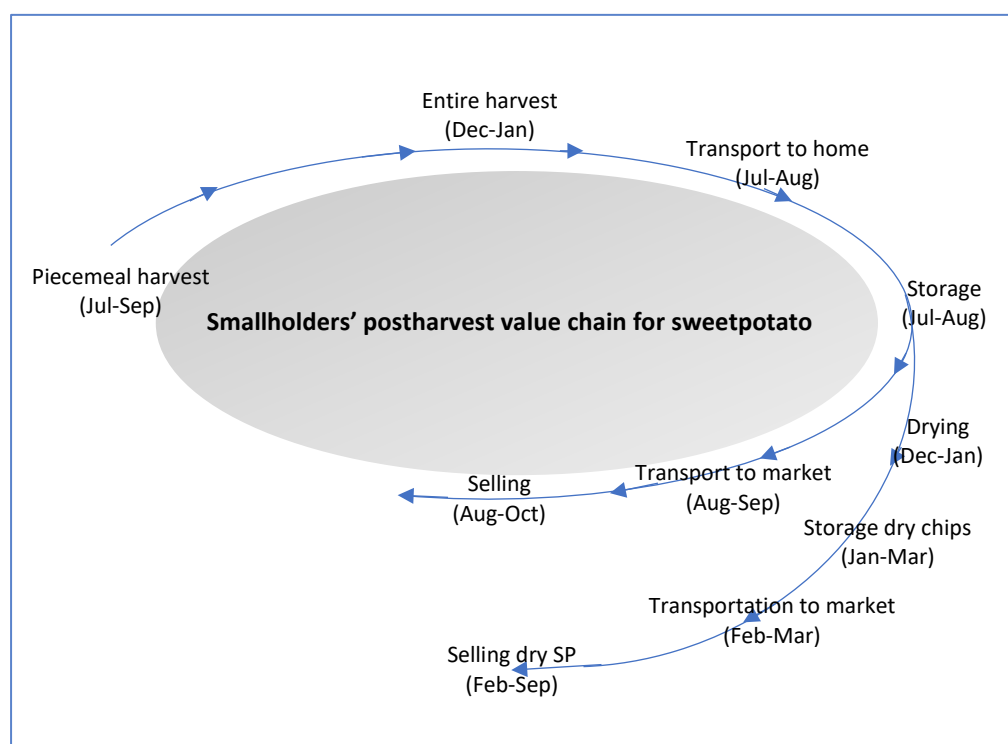 Entire harvest
(Dec-Jan)
Transport to home
(Jul-Aug)
Piecemeal harvest
(Jul-Sep)
Storage
(Jul-Aug)
Smallholders’ postharvest value chain for sweetpotato
Drying
(Dec-Jan)
Transport to market
(Aug-Sep)
Selling
(Aug-Oct)
Storage dry chips
(Jan-Mar)
Transportation to market
(Feb-Mar)
Selling dry SP
(Feb-Sep)